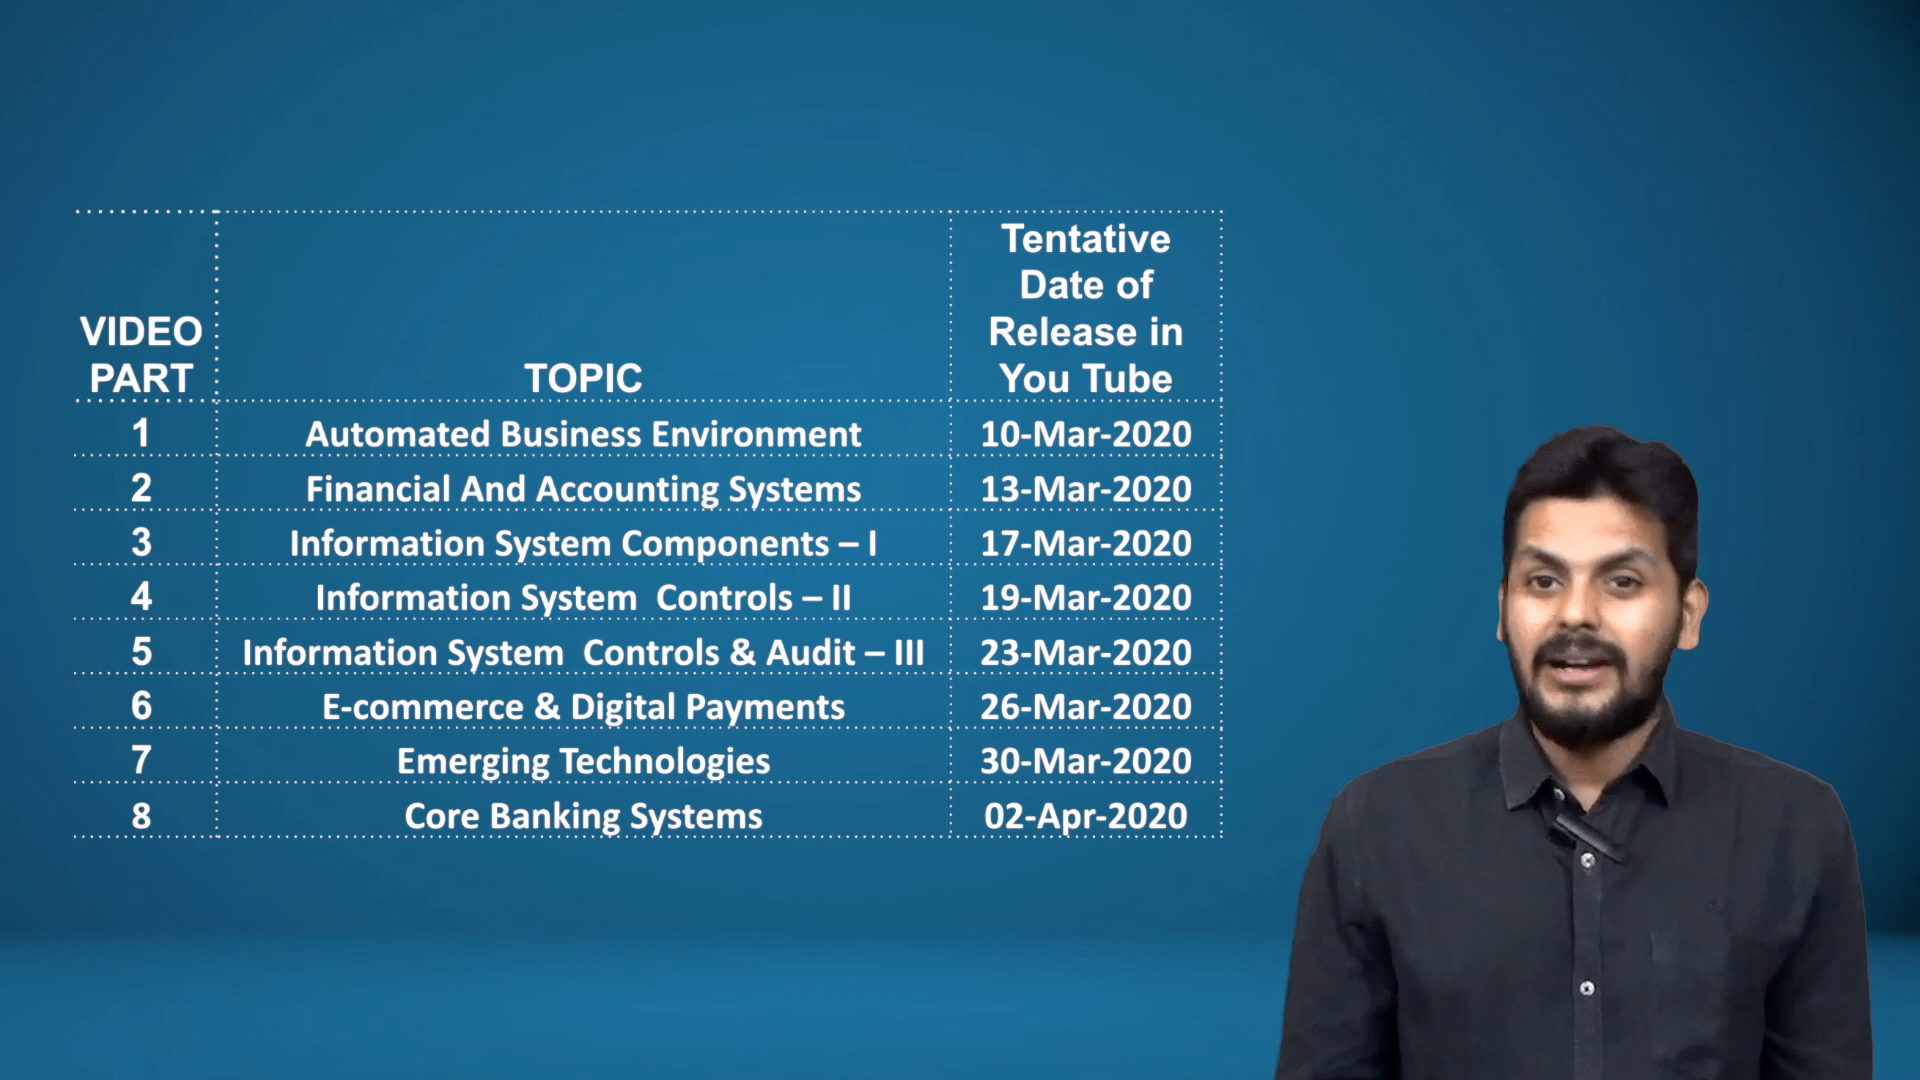 VIDEO PART TOPIC Tentative Date of Release in You Tube
1 Automated Business Environment 10-Mar-2020
2 Financial And Accounting Systems 13-Mar-2020
3 Information System Components – I 17-Mar-2020
4 Information System  Controls – II 19-Mar-2020
5 Information System  Controls & Audit – III 23-Mar-2020
6 E-commerce & Digital Payments 26-Mar-2020
7 Emerging Technologies 30-Mar-2020
8 Core Banking Systems 02-Apr-2020